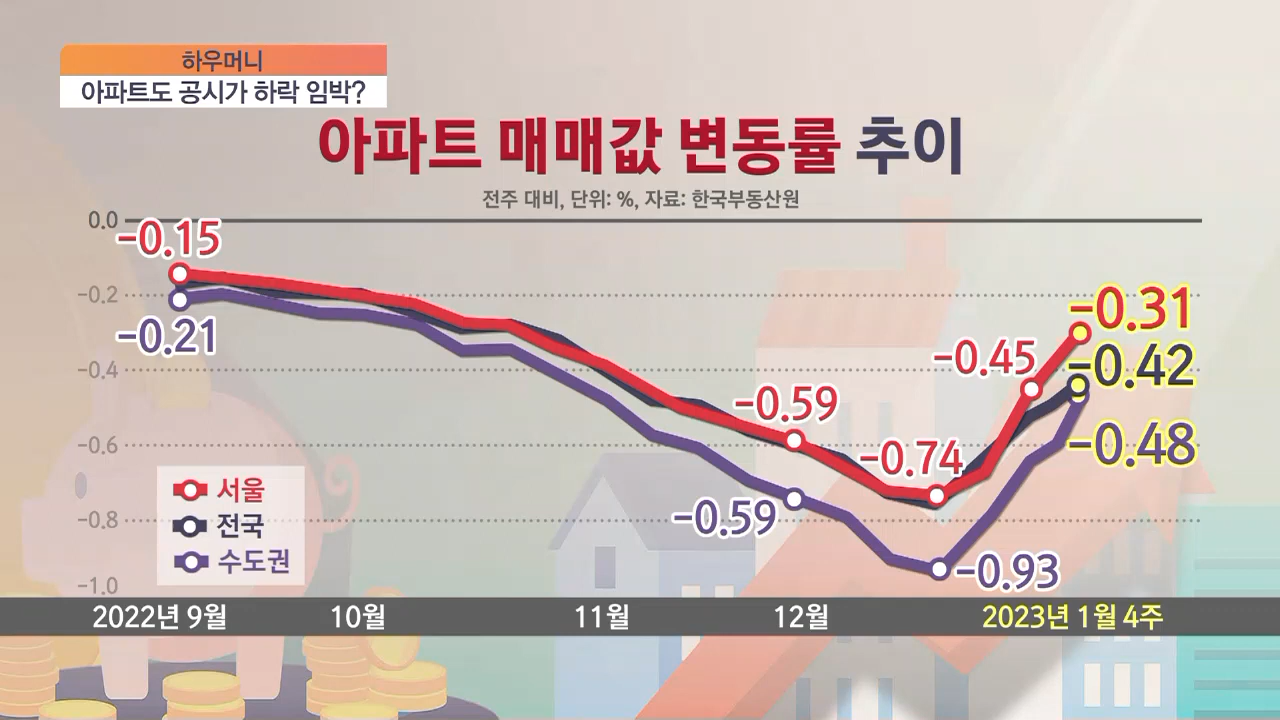 하우머니
아파트도 공시가 하락 임박?
아파트 매매값 변동률 추이
전주 대비, 단위: %, 자료: 한국부동산원
0.0
-0.15
-0.2
-0.21
-0.31
-0.45
-0.42
-0.4
-0.59
-0.6
-0.74
-0.48
서울
-0.59
전국
-0.8
수도권
-0.93
-1.0
2022년 9월 10월 11월 12월 2023년 1월 4주